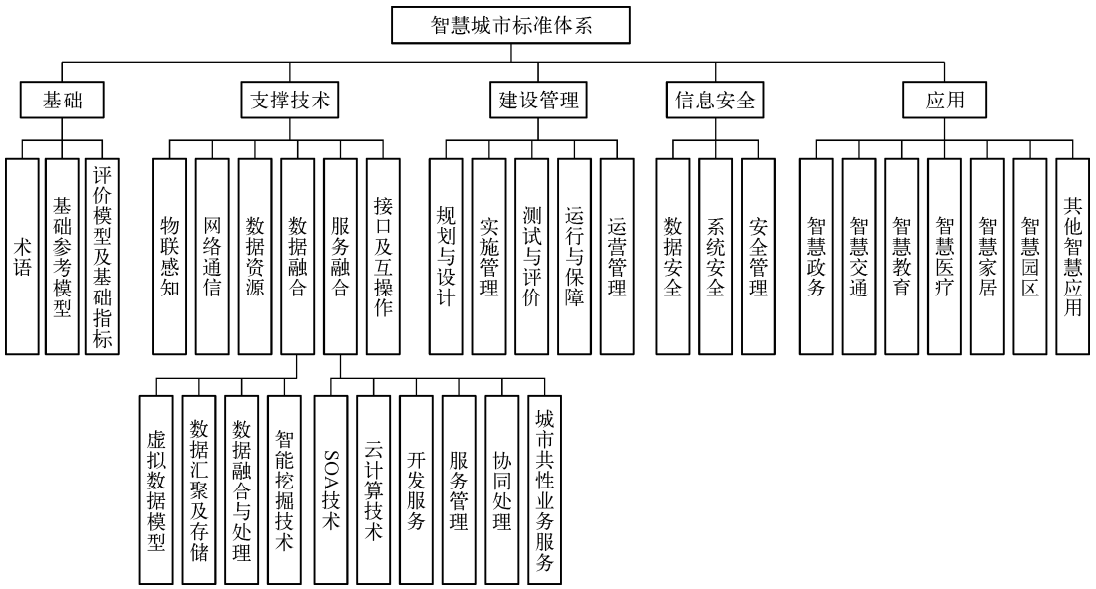 智慧城市标准体系
基础
支撑技术
建设管理
信息安全
应用
术语
基础参考模型
评价模型及基础指标
物联感知
网络通信
数据资源
数据融合
服务融合
接口及互操作
规划与设计
实施管理
测试与评价
运行与保障
运营管理
数据安全
系统安全
安全管理
智慧政务
智慧交通
智慧教育
智慧医疗
智慧家居
智慧园区
其他智慧应用
虚拟数据模型
数据汇聚及存储
数据融合与处理
智能挖掘技术
SOA技术
云计算技术
开发服务
服务管理
协同处理
城市共性业务服务